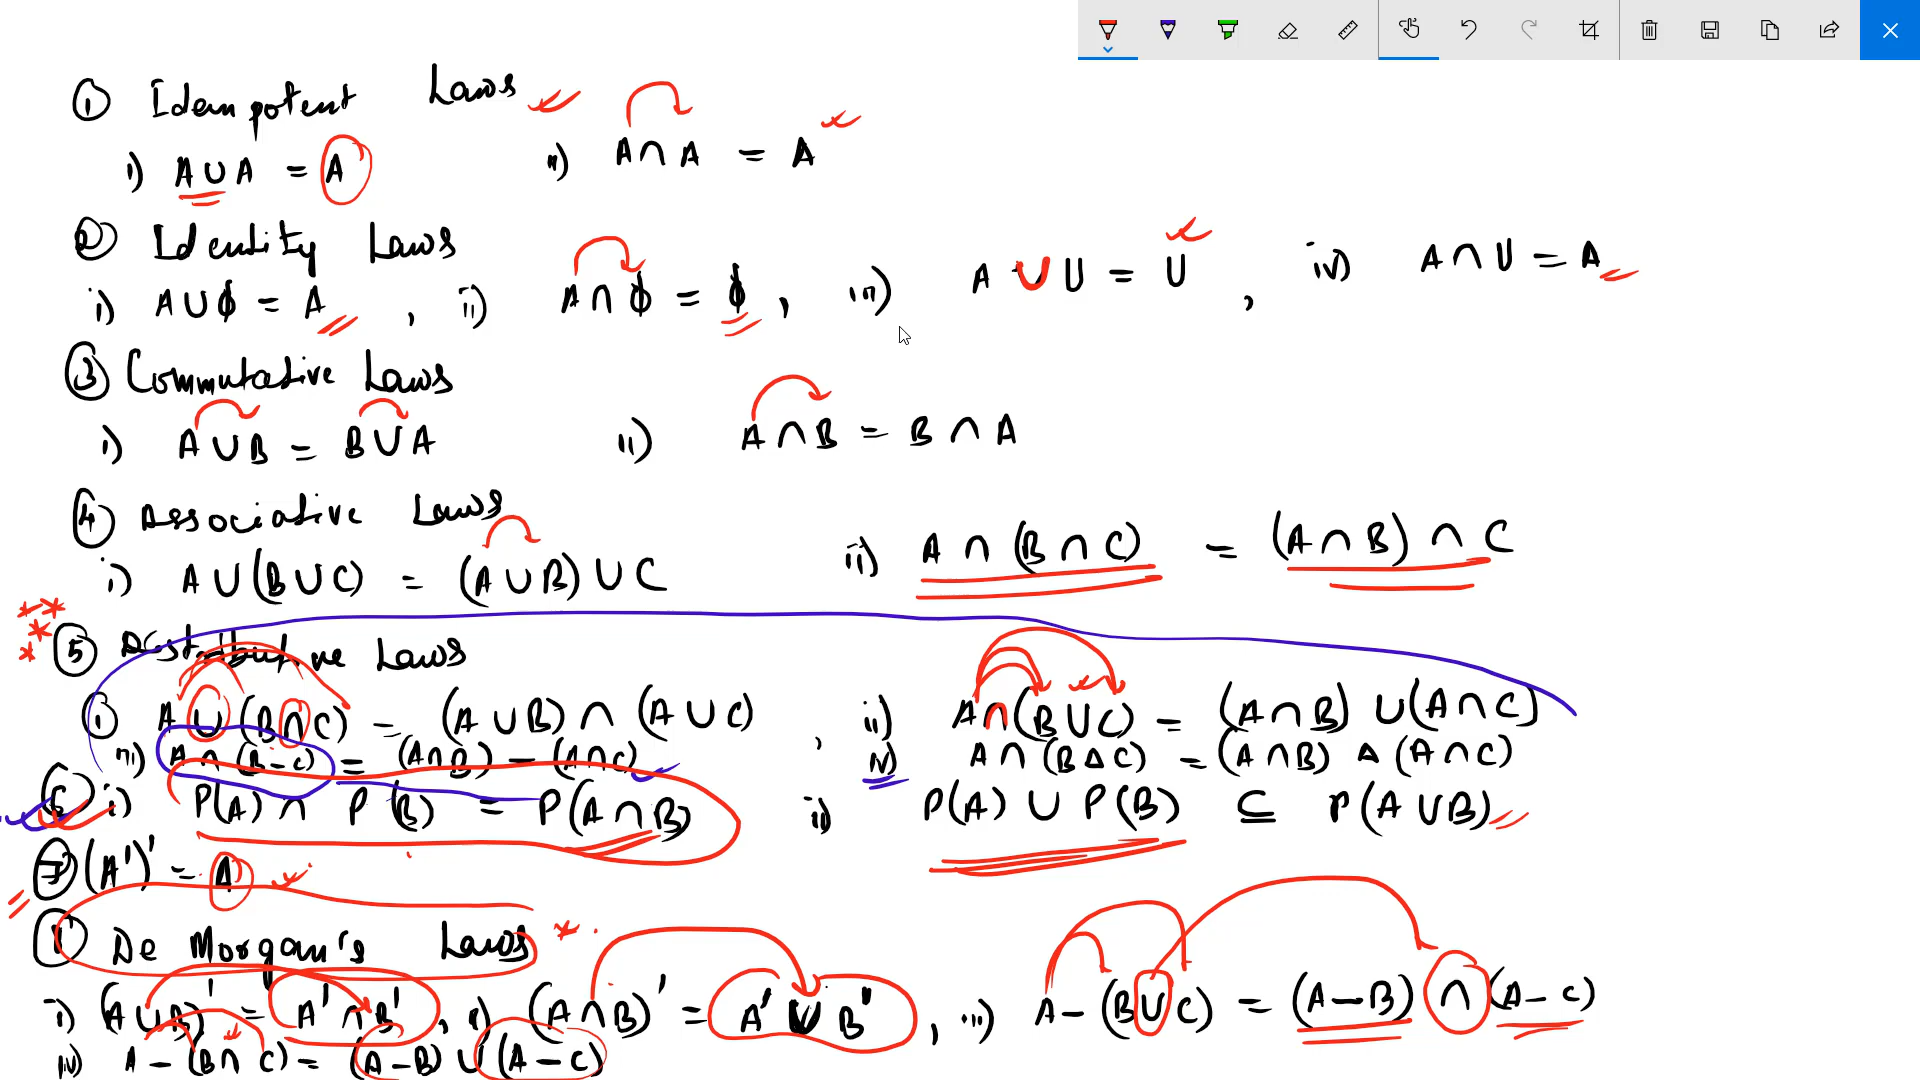 ① Idempotent Laws
i) A∪A = A ii) A∩A = A
② Identity Laws
i) A∪ϕ = A , ii) A∩ϕ = ϕ , iii) A ∪ U = U , iv) A∩U = A
③ Commutative Laws
i) A∪B = B∪A ii) A∩B = B∩A
④ Associative Laws
i) A∪(B∪C) = (A∪B)∪C ii) A∩(B∩C) = (A∩B)∩C
⑤ Distributive Laws
i) A∪(B∩C) = (A∪B)∩(A∪C) , ii) A∩(B∪C) = (A∩B)∪(A∩C)
iii) A∩(B-C) = (A∩B)-(A∩C) iv) A∩(BΔC) = (A∩B)Δ(A∩C)
⑥ i) P(A)∩P(B) = P(A∩B) ii) P(A)∪P(B) ⊆ P(A∪B)
⑦ (A')' = A
De Morgan's Laws
i) (A∪B)' = A'∩B' , ii) (A∩B)' = A'∪B' , iii) A-(B∪C) = (A-B)∩(A-C)
iv) A-(B∩C) = (A-B)∪(A-C)